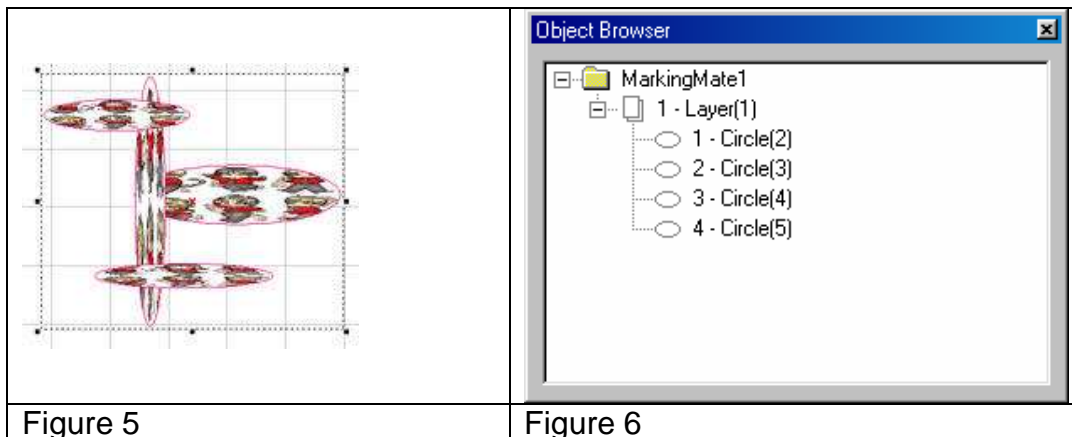 Object Browser
MarkingMate1
1 - Layer(1)
1 - Circle(2)
2 - Circle(3)
3 - Circle(4)
4 - Circle(5)
Figure 5
Figure 6